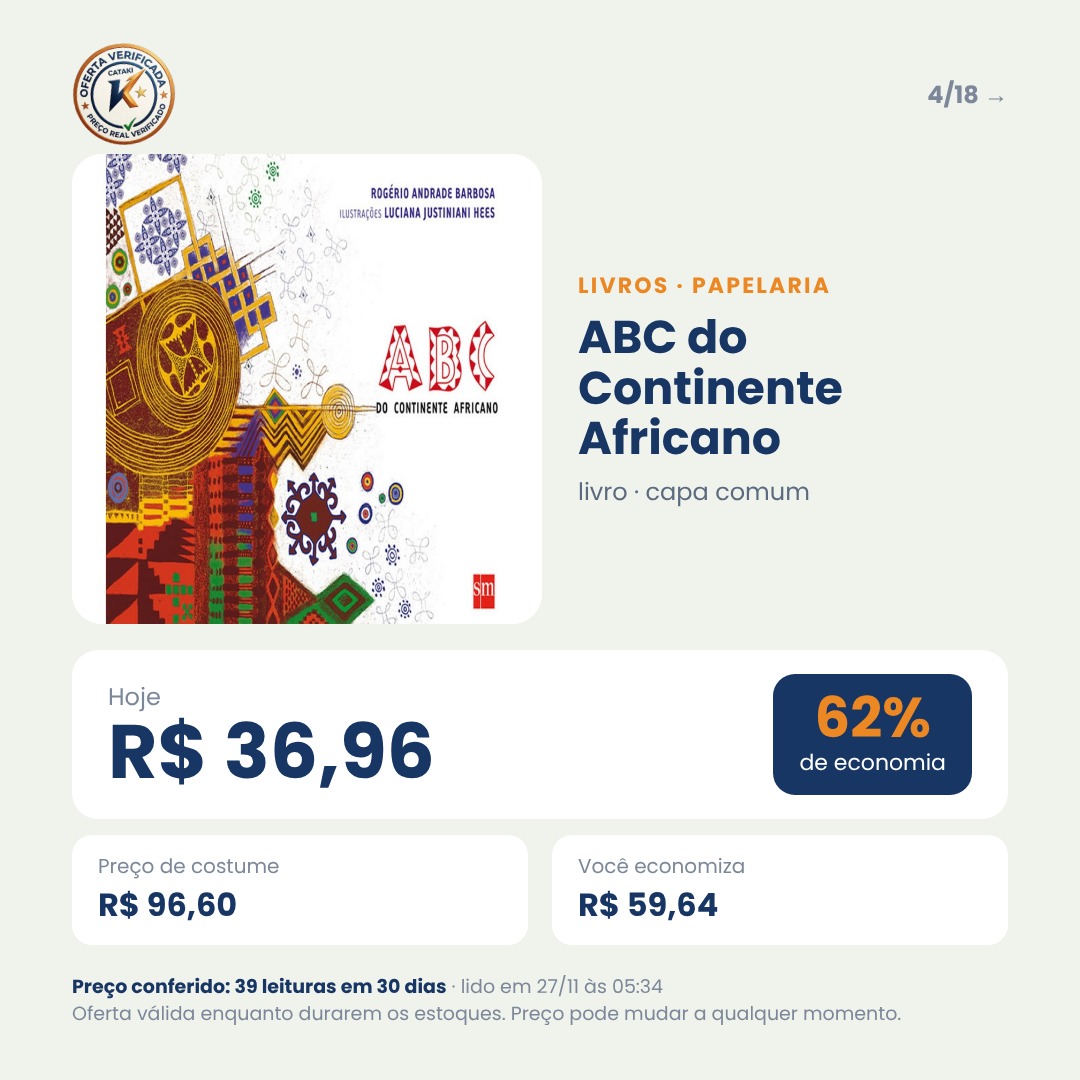 OFERTA VERIFICADA
CATAKI
K
PREÇO REAL VERIFICADO
4/18 →
ROGÉRIO ANDRADE BARBOSA
ILUSTRAÇÕES LUCIANA JUSTINIANI HEES
ABC
DO CONTINENTE AFRICANO
sm
LIVROS · PAPELARIA
ABC do
Continente
Africano
livro · capa comum
Hoje
R$ 36,96
62%
de economia
Preço de costume
R$ 96,60
Você economiza
R$ 59,64
Preço conferido: 39 leituras em 30 dias · lido em 27/11 às 05:34
Oferta válida enquanto durarem os estoques. Preço pode mudar a qualquer momento.